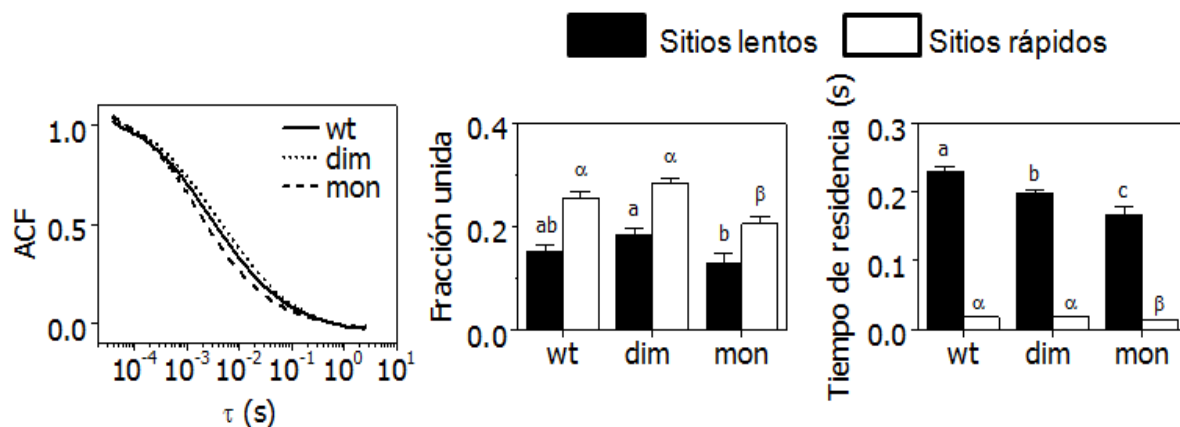 Sitios lentos Sitios rápidos
ACF
1.0
0.5
0.0
wt
dim
mon
10⁻⁴ 10⁻³ 10⁻² 10⁻¹ 10⁰ 10¹
τ (s)
Fracción unida
0.4
0.2
0.0
ab α a α b β
wt dim mon
Tiempo de residencia (s)
0.3
0.2
0.1
0.0
a α b α c β
wt dim mon